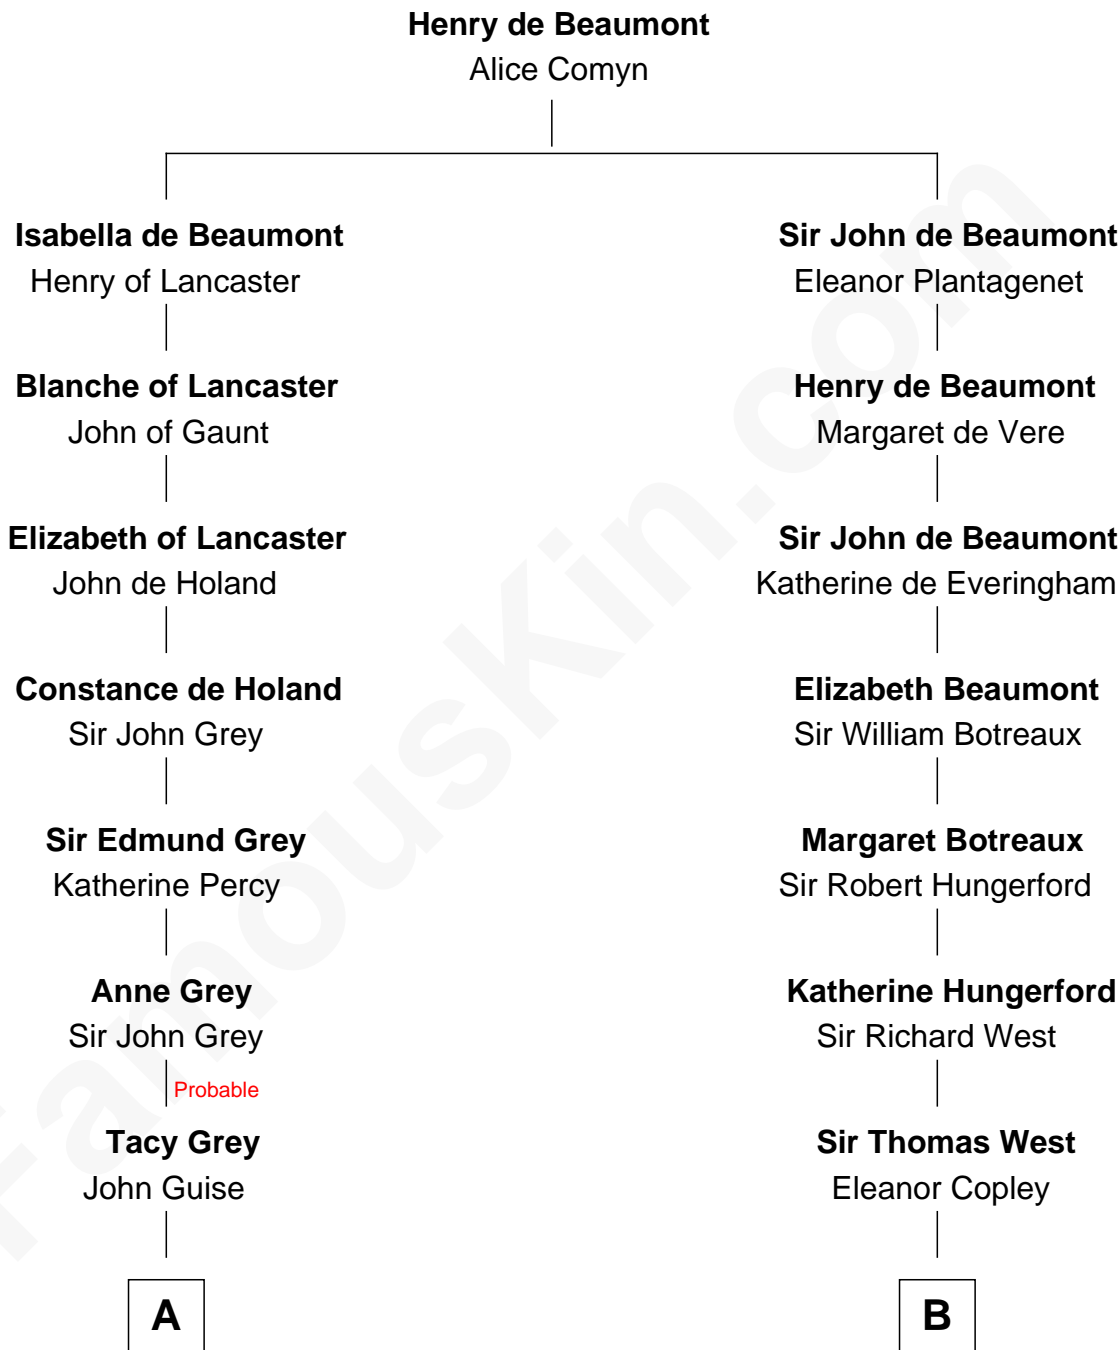 Henry de Beaumont
Alice Comyn
Isabella de Beaumont
Henry of Lancaster
Blanche of Lancaster
John of Gaunt
Elizabeth of Lancaster
John de Holand
Constance de Holand
Sir John Grey
Sir Edmund Grey
Katherine Percy
Anne Grey
Sir John Grey
Probable
Tacy Grey
John Guise
A
Sir John de Beaumont
Eleanor Plantagenet
Henry de Beaumont
Margaret de Vere
Sir John de Beaumont
Katherine de Everingham
Elizabeth Beaumont
Sir William Botreaux
Margaret Botreaux
Sir Robert Hungerford
Katherine Hungerford
Sir Richard West
Sir Thomas West
Eleanor Copley
B
FamousKin.com